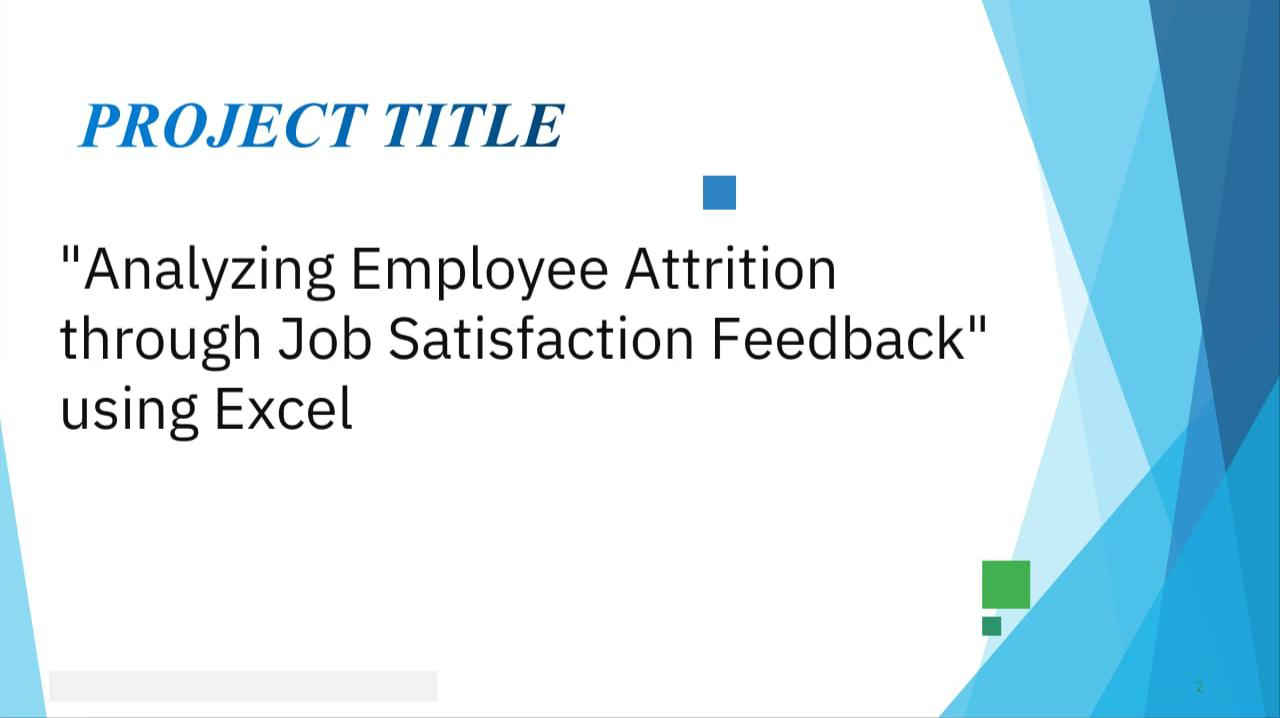 PROJECT TITLE
"Analyzing Employee Attrition
through Job Satisfaction Feedback"
using Excel
2